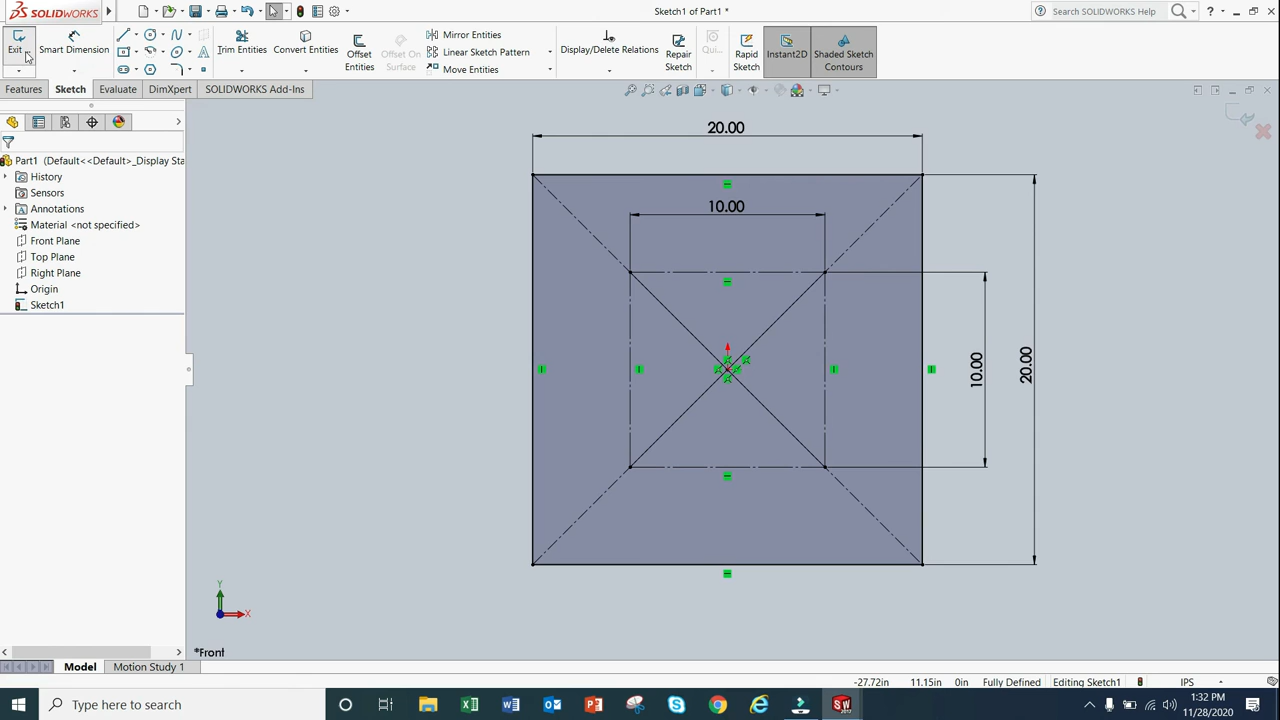 SOLIDWORKS
Sketch1 of Part1 *
Search SOLIDWORKS Help
Exit
Smart Dimension
Trim Entities
Convert Entities
Offset Entities
Offset On Surface
Mirror Entities
Linear Sketch Pattern
Move Entities
Display/Delete Relations
Repair Sketch
Qui...
Rapid Sketch
Instant2D
Shaded Sketch Contours
Features
Sketch
Evaluate
DimXpert
SOLIDWORKS Add-Ins
Part1 (Default<<Default>_Display Sta
History
Sensors
Annotations
Material <not specified>
Front Plane
Top Plane
Right Plane
Origin
Sketch1
20.00
10.00
10.00
20.00
Y
X
*Front
Model
Motion Study 1
-27.72in
11.15in
0in
Fully Defined
Editing Sketch1
IPS
Type here to search
1:32 PM
11/28/2020